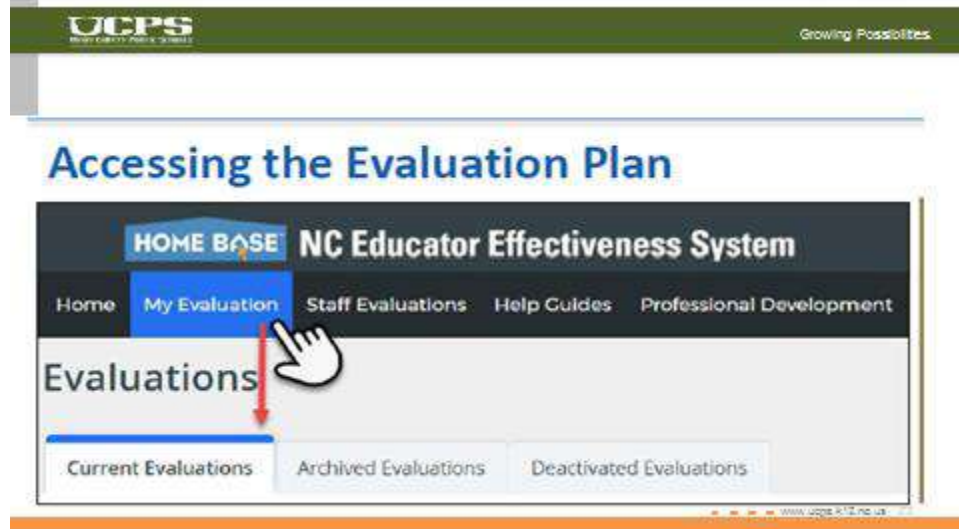 UCPS
Growing Possibilities
Accessing the Evaluation Plan
HOME BASE NC Educator Effectiveness System
Home My Evaluation Staff Evaluations Help Guides Professional Development
Evaluations
Current Evaluations Archived Evaluations Deactivated Evaluations